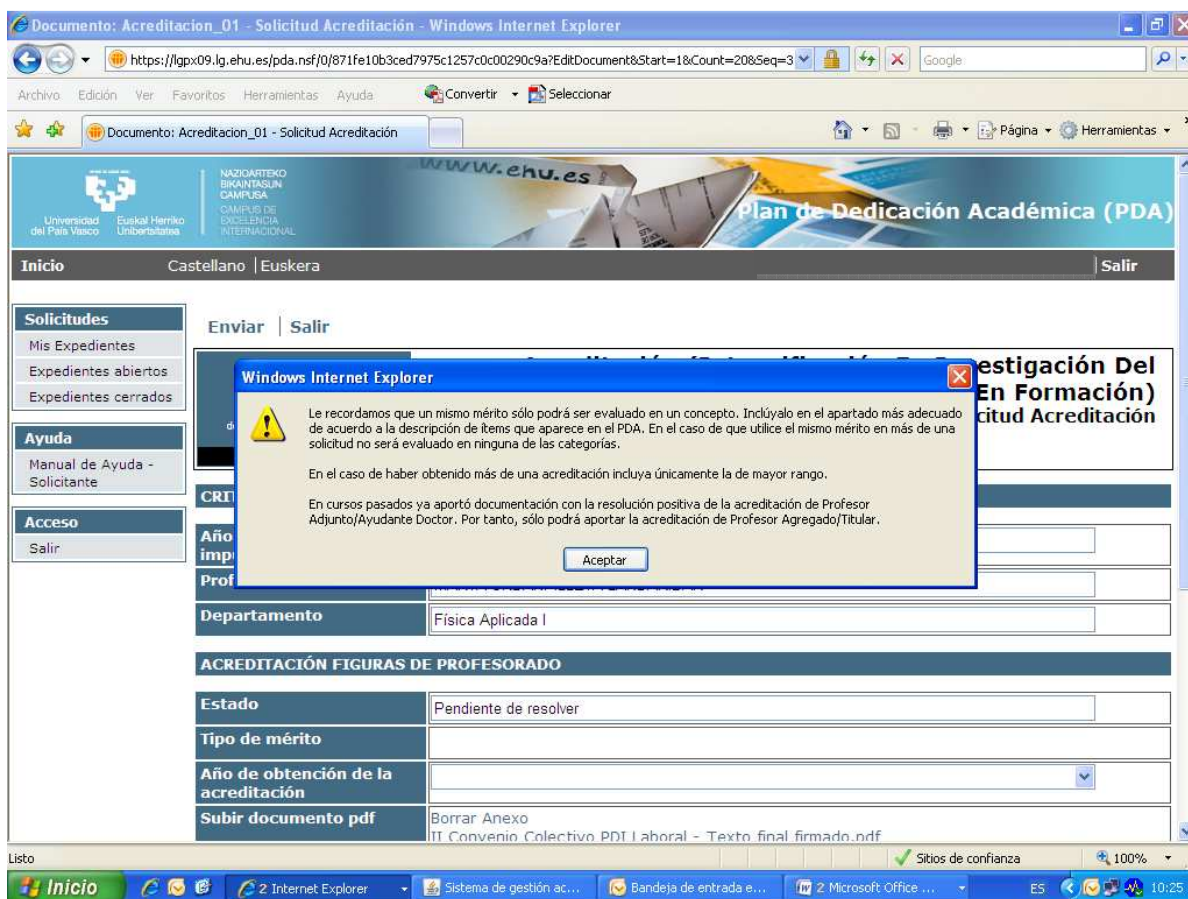 Documento: Acreditacion_01 - Solicitud Acreditación - Windows Internet Explorer
https://lgpx09.lg.ehu.es/pda.nsf/0/871fe10b3ced7975c1257c0c00290c9a?EditDocument&Start=1&Count=20&Seq=3
Google
Archivo Edición Ver Favoritos Herramientas Ayuda Convertir Seleccionar
Documento: Acreditacion_01 - Solicitud Acreditación
Página Herramientas
www.ehu.es
Universidad del País Vasco
Euskal Herriko Unibertsitatea
NAZIOARTEKO
BIKAINTASUN
CAMPUSA
CAMPUS DE
EXCELENCIA
INTERNACIONAL
Plan de Dedicación Académica (PDA)
Inicio Castellano | Euskera | Salir
Solicitudes
Mis Expedientes
Expedientes abiertos
Expedientes cerrados
Ayuda
Manual de Ayuda -
Solicitante
Acceso
Salir
Enviar | Salir
estigación Del
En Formación)
citud Acreditación
Windows Internet Explorer
Le recordamos que un mismo mérito sólo podrá ser evaluado en un concepto. Inclúyalo en el apartado más adecuado
de acuerdo a la descripción de ítems que aparece en el PDA. En el caso de que utilice el mismo mérito en más de una
solicitud no será evaluado en ninguna de las categorías.
En el caso de haber obtenido más de una acreditación incluya únicamente la de mayor rango.
En cursos pasados ya aportó documentación con la resolución positiva de la acreditación de Profesor
Adjunto/Ayudante Doctor. Por tanto, sólo podrá aportar la acreditación de Profesor Agregado/Titular.
Aceptar
CRI
Año
imp
Prof
Departamento Física Aplicada I
ACREDITACIÓN FIGURAS DE PROFESORADO
Estado Pendiente de resolver
Tipo de mérito
Año de obtención de la
acreditación
Subir documento pdf Borrar Anexo
II Convenio Colectivo PDI Laboral - Texto final firmado.pdf
Listo Sitios de confianza 100%
Inicio 2 Internet Explorer Sistema de gestión ac... Bandeja de entrada e... 2 Microsoft Office ... ES 10:25